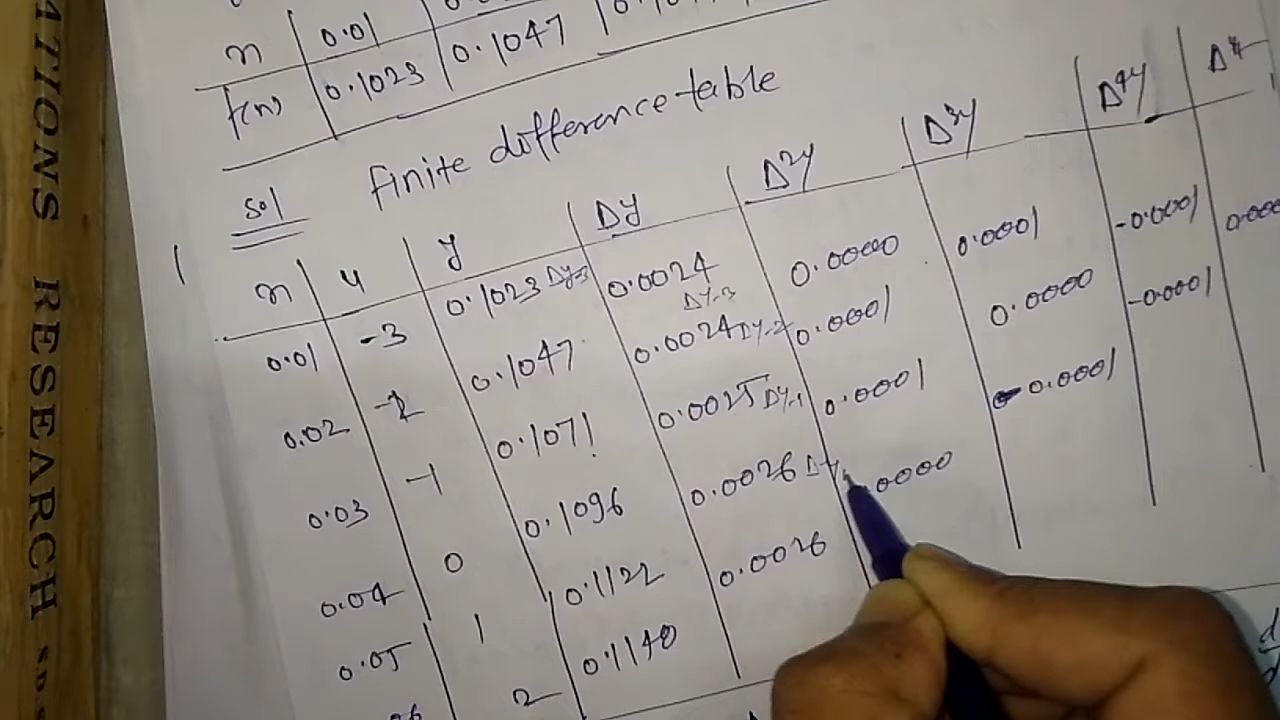 n 0.01
f(n) 0.1023 0.1047
Sol Finite difference table
n u y Δy Δ²y Δ³y Δ⁴y
0.01 -3 0.1023 0.0024 0.0000 0.0001 -0.0001
0.02 -2 0.1047 0.0024 0.0001 0.0000 -0.0001
0.03 -1 0.1071 0.0025 0.0001 0.0001
0.04 0 0.1096 0.0026 .0000
0.05 1 0.1122 0.0026
2 0.1140
RESEARCH